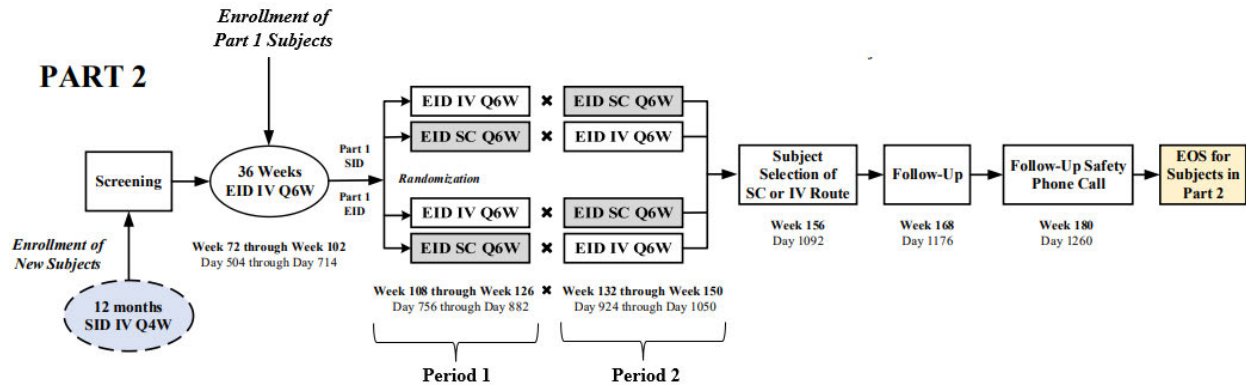 Enrollment of
Part 1 Subjects
PART 2
Screening
36 Weeks
EID IV Q6W
Part 1
SID
Part 1
EID
Randomization
EID IV Q6W
✖
EID SC Q6W
EID SC Q6W
✖
EID IV Q6W
EID IV Q6W
✖
EID SC Q6W
EID SC Q6W
✖
EID IV Q6W
Subject
Selection of
SC or IV Route
Follow-Up
Follow-Up Safety
Phone Call
EOS for
Subjects in
Part 2
Enrollment of
New Subjects
12 months
SID IV Q4W
Week 72 through Week 102
Day 504 through Day 714
Week 108 through Week 126
Day 756 through Day 882
✖
Week 132 through Week 150
Day 924 through Day 1050
Week 156
Day 1092
Week 168
Day 1176
Week 180
Day 1260
Period 1
Period 2